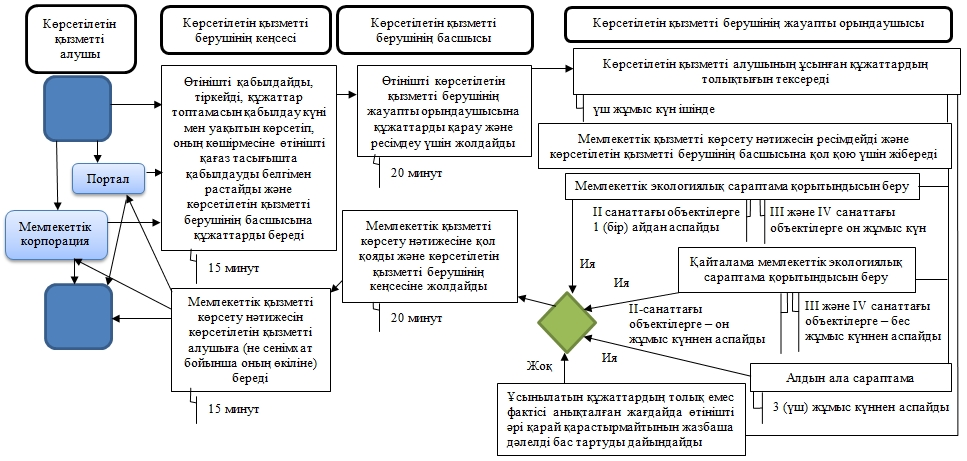 Көрсетілетін
қызметті
алушы
Көрсетілетін қызметті
берушінің кеңсесі
Көрсетілетін қызметті
берушінің басшысы
Көрсетілетін қызметті берушінің жауапты орындаушысы
Портал
Мемлекеттік
корпорация
Өтінішті қабылдайды,
тіркейді, құжаттар
топтамасын қабылдау күні
мен уақытын көрсетіп,
оның көшірмесіне өтінішті
қағаз тасығышта
қабылдауды белгімен
растайды және
көрсетілетін қызметті
берушінің басшысына
құжаттарды береді
15 минут
Өтінішті көрсетілетін
қызметті берушінің
жауапты орындаушысына
құжаттарды қарау және
ресімдеу үшін жолдайды
20 минут
Көрсетілетін қызметті алушының ұсынған құжаттардың
толықтығын тексереді
үш жұмыс күн ішінде
Мемлекеттік қызметті көрсету нәтижесін ресімдейді және
көрсетілетін қызметті берушінің басшысына қол қою үшін жібереді
Мемлекеттік экологиялық сараптама қорытындысын беру
II санаттағы объектілерге
1 (бір) айдан аспайды
III және IV санаттағы
объектілерге он жұмыс күн
Қайталама мемлекеттік экологиялық
сараптама қорытындысын беру
II-санаттағы
объектілерге – он
жұмыс күннен аспайды
III және IV санаттағы
объектілерге – бес
жұмыс күннен аспайды
Алдын ала сараптама
3 (үш) жұмыс күннен аспайды
Ия
Ия
Ия
Жоқ
Ұсынылатын құжаттардың толық емес
фактісі анықталған жағдайда өтінішті
әрі қарай қарастырмайтынын жазбаша
дәлелді бас тартуды дайындайды
Мемлекеттік қызметті
көрсету нәтижесіне қол
қояды және көрсетілетін
қызметті берушінің
кеңсесіне жолдайды
20 минут
Мемлекеттік қызметті
көрсету нәтижесін
көрсетілетін қызметті
алушыға (не сенімхат
бойынша оның өкіліне)
береді
15 минут